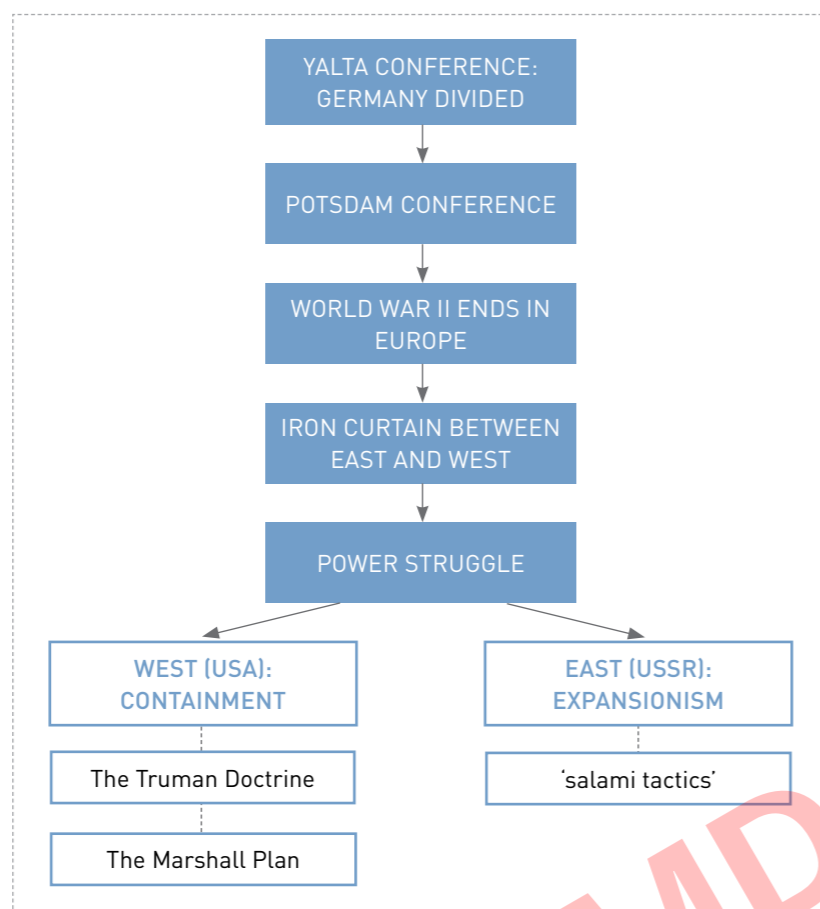 YALTA CONFERENCE:
GERMANY DIVIDED
POTSDAM CONFERENCE
WORLD WAR II ENDS IN
EUROPE
IRON CURTAIN BETWEEN
EAST AND WEST
POWER STRUGGLE
WEST (USA):
CONTAINMENT
The Truman Doctrine
The Marshall Plan
EAST (USSR):
EXPANSIONISM
‘salami tactics’